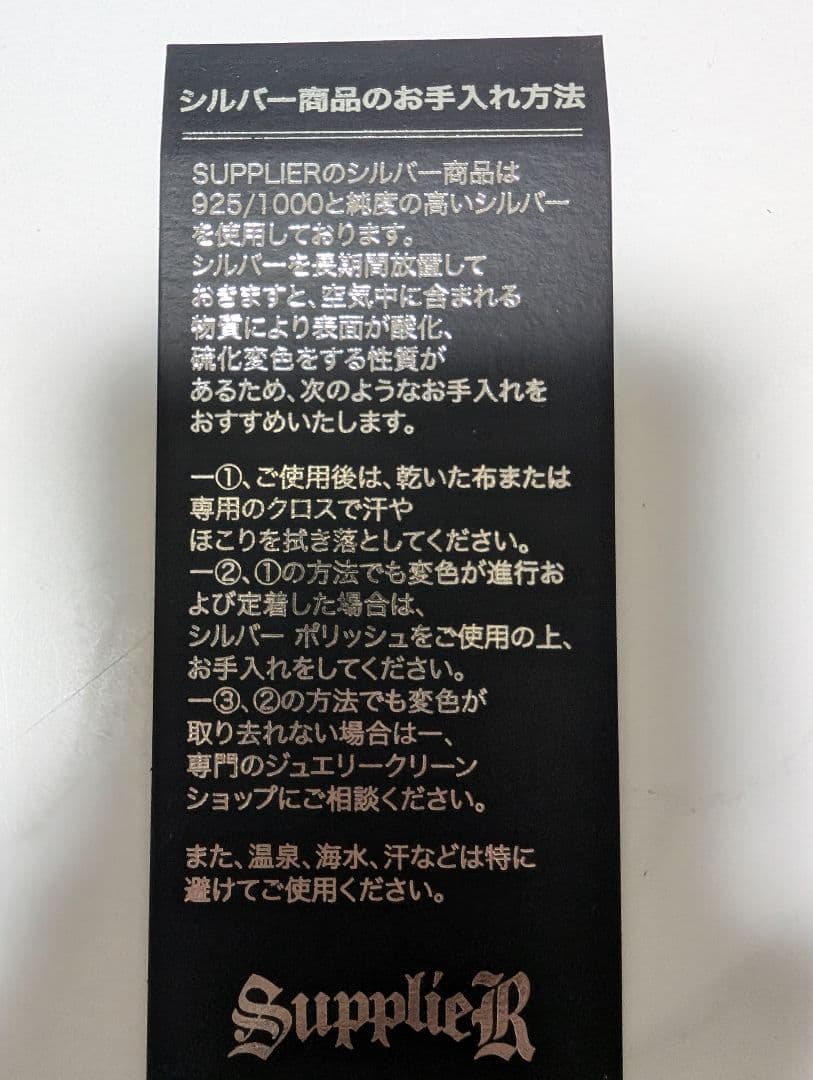 シルバー商品のお手入れ方法
SUPPLIERのシルバー商品は
925/1000と純度の高いシルバー
を使用しております。
シルバーを長期間放置して
おきますと、空気中に含まれる
物質により表面が酸化、
硫化変色をする性質が
あるため、次のようなお手入れを
おすすめいたします。
ー①、ご使用後は、乾いた布または
専用のクロスで汗や
ほこりを拭き落としてください。
ー②、①の方法でも変色が進行お
よび定着した場合は、
シルバー ポリッシュをご使用の上、
お手入れをしてください。
ー③、②の方法でも変色が
取り去れない場合はー、
専門のジュエリークリーン
ショップにご相談ください。
また、温泉、海水、汗などは特に
避けてご使用ください。
SupplieR